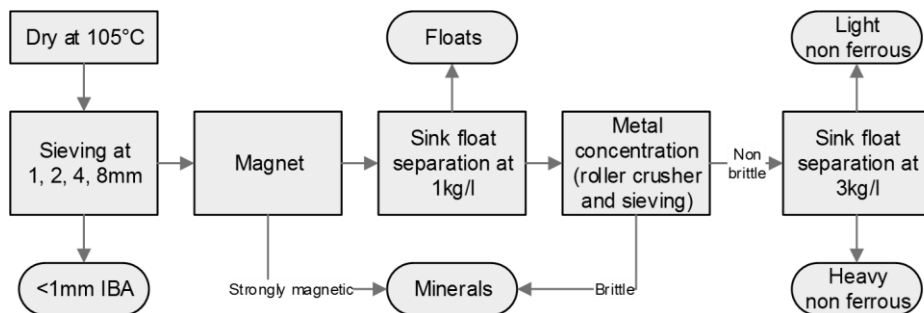 Dry at 105°C
Floats
Light
non ferrous
Sieving at
1, 2, 4, 8mm
Magnet
Sink float
separation at
1kg/l
Metal
concentration
(roller crusher
and sieving)
Non
brittle
Sink float
separation at
3kg/l
<1mm IBA
Strongly magnetic
Minerals
Brittle
Heavy
non ferrous